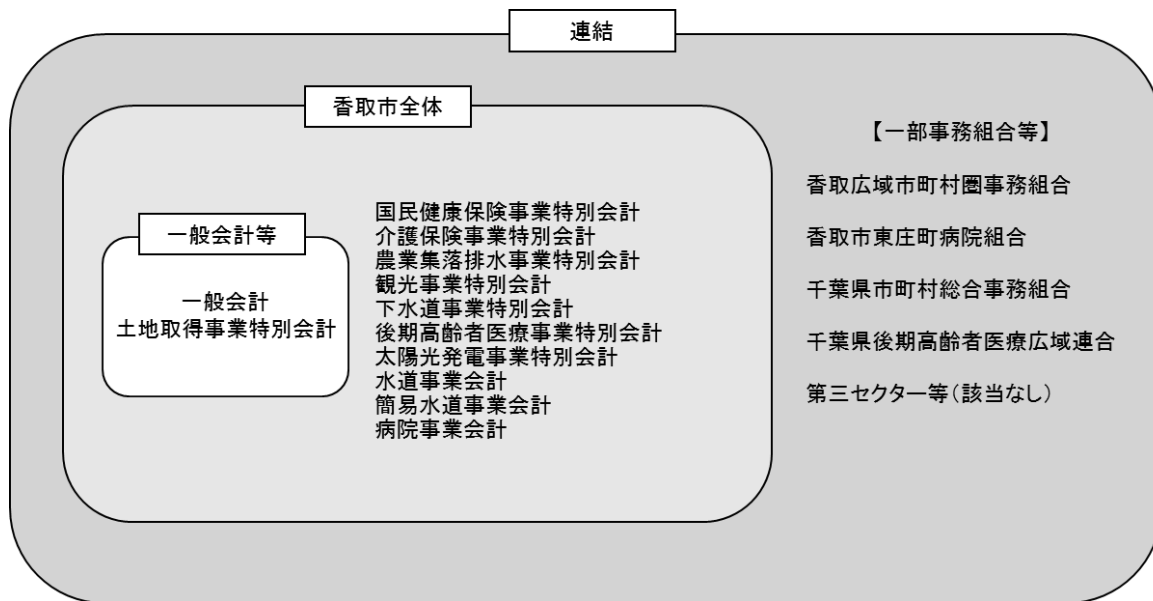 連結
香取市全体
一般会計等
一般会計
土地取得事業特別会計
国民健康保険事業特別会計
介護保険事業特別会計
農業集落排水事業特別会計
観光事業特別会計
下水道事業特別会計
後期高齢者医療事業特別会計
太陽光発電事業特別会計
水道事業会計
簡易水道事業会計
病院事業会計
【一部事務組合等】
香取広域市町村圏事務組合
香取市東庄町病院組合
千葉県市町村総合事務組合
千葉県後期高齢者医療広域連合
第三セクター等（該当なし）